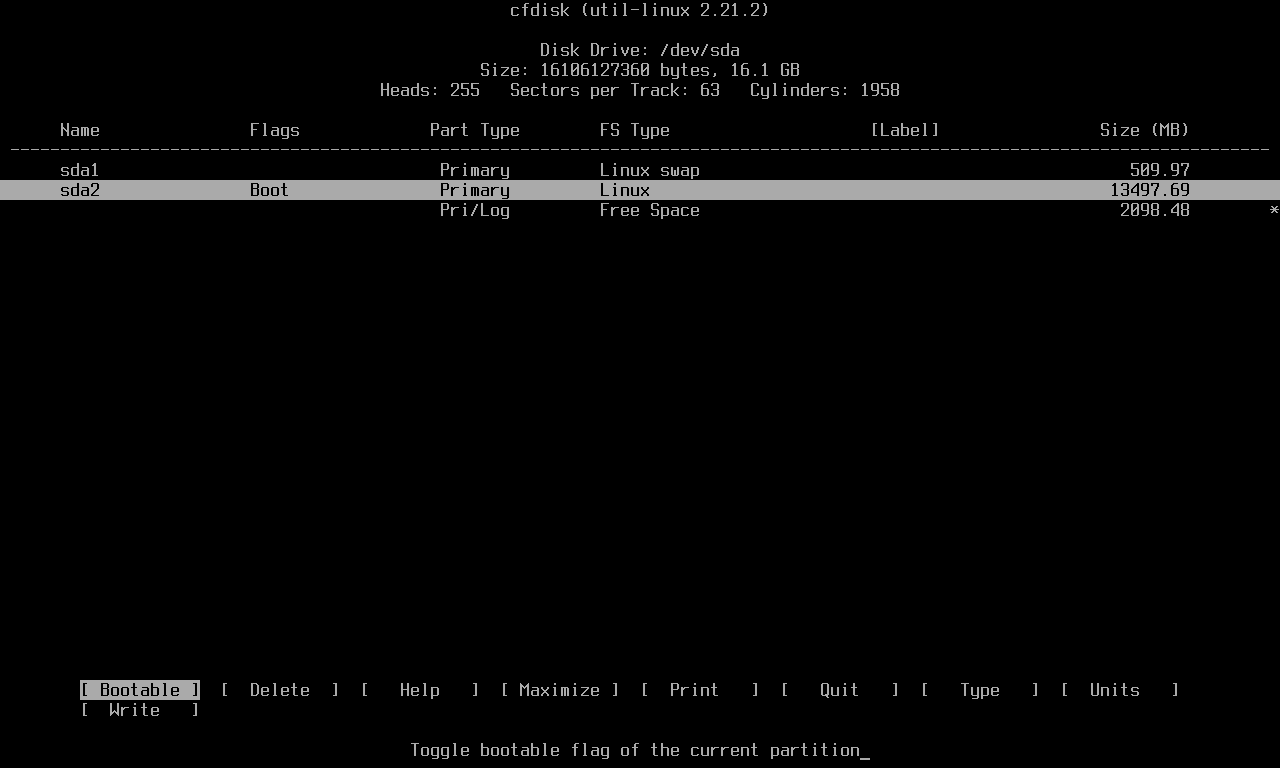 cfdisk (util-linux 2.21.2)
Disk Drive: /dev/sda
Size: 16106127360 bytes, 16.1 GB
Heads: 255   Sectors per Track: 63   Cylinders: 1958
Name   Flags   Part Type   FS Type   [Label]   Size (MB)
sda1   Primary   Linux swap   509.97
sda2   Boot   Primary   Linux   13497.69
Pri/Log   Free Space   2098.48   *
[ Bootable ]  [  Delete  ]  [   Help   ]  [ Maximize ]  [  Print   ]  [   Quit   ]  [   Type   ]  [  Units   ]
[  Write   ]
Toggle bootable flag of the current partition_